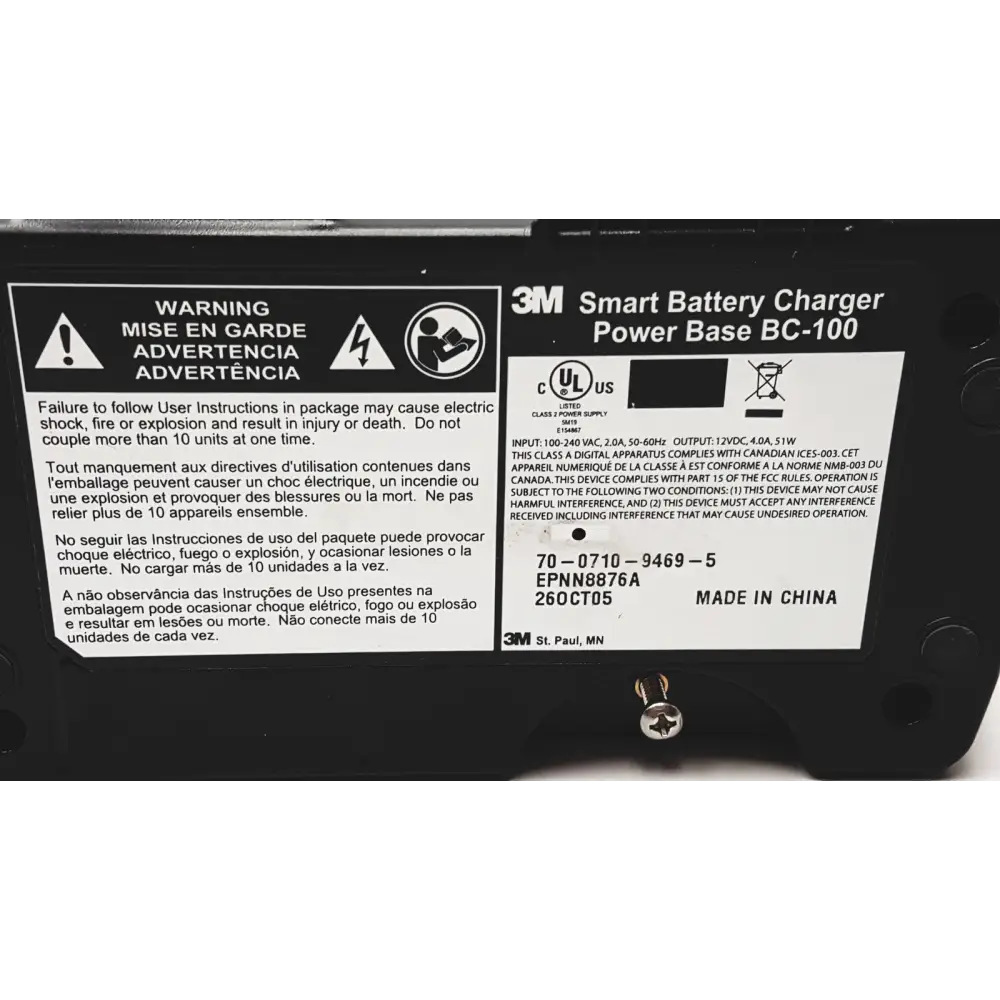 WARNING
MISE EN GARDE
ADVERTENCIA
ADVERTÊNCIA
Failure to follow User Instructions in package may cause electric
shock, fire or explosion and result in injury or death. Do not
couple more than 10 units at one time.
Tout manquement aux directives d'utilisation contenues dans
l'emballage peuvent causer un choc électrique, un incendie ou
une explosion et provoquer des blessures ou la mort. Ne pas
relier plus de 10 appareils ensemble.
No seguir las Instrucciones de uso del paquete puede provocar
choque eléctrico, fuego o explosión, y ocasionar lesiones o la
muerte. No cargar más de 10 unidades a la vez.
A não observância das Instruções de Uso presentes na
embalagem pode ocasionar choque elétrico, fogo ou explosão
e resultar em lesões ou morte. Não conecte mais de 10
unidades de cada vez.
3M Smart Battery Charger
Power Base BC-100
C UL US
LISTED
CLASS 2 POWER SUPPLY
5M19
E154867
INPUT: 100-240 VAC, 2.0A, 50-60Hz OUTPUT: 12VDC, 4.0A, 51W
THIS CLASS A DIGITAL APPARATUS COMPLIES WITH CANADIAN ICES-003. CET
APPAREIL NUMERIQUÉ DE LA CLASSE À EST CONFORME A LA NORME NMB-003 DU
CANADA. THIS DEVICE COMPLIES WITH PART 15 OF THE FCC RULES. OPERATION IS
SUBJECT TO THE FOLLOWING TWO CONDITIONS: (1) THIS DEVICE MAY NOT CAUSE
HARMFUL INTERFERENCE, AND (2) THIS DEVICE MUST ACCEPT ANY INTERFERENCE
RECEIVED INCLUDING INTERFERENCE THAT MAY CAUSE UNDESIRED OPERATION.
70-0710-9469-5
EPNN8876A
26OCT05 MADE IN CHINA
3M St. Paul, MN